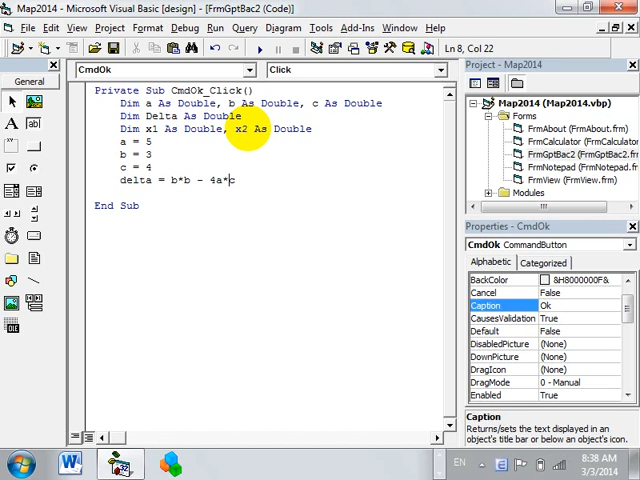 Map2014 - Microsoft Visual Basic [design] - [FrmGptBac2 (Code)]
File Edit View Project Format Debug Run Query Diagram Tools Add-Ins Window Help
Ln 8, Col 22
General
CmdOk
Click
Private Sub CmdOk_Click()
Dim a As Double, b As Double, c As Double
Dim Delta As Double
Dim x1 As Double, x2 As Double
a = 5
b = 3
c = 4
delta = b*b - 4a*c
End Sub
Project - Map2014
Map2014 (Map2014.vbp)
Forms
FrmAbout (FrmAbout.frm)
FrmCalculator (FrmCalculator.frm)
FrmGptBac2 (FrmGptBac2.frm)
FrmNotepad (FrmNotepad.frm)
FrmView (FrmView.frm)
Modules
Properties - CmdOk
CmdOk CommandButton
Alphabetic Categorized
BackColor &H8000000F&
Cancel False
Caption Ok
CausesValidation True
Default False
DisabledPicture (None)
DownPicture (None)
DragIcon (None)
DragMode 0 - Manual
Enabled True
Caption
Returns/sets the text displayed in an object's title bar or below an object's icon.
EN
8:38 AM
3/3/2014